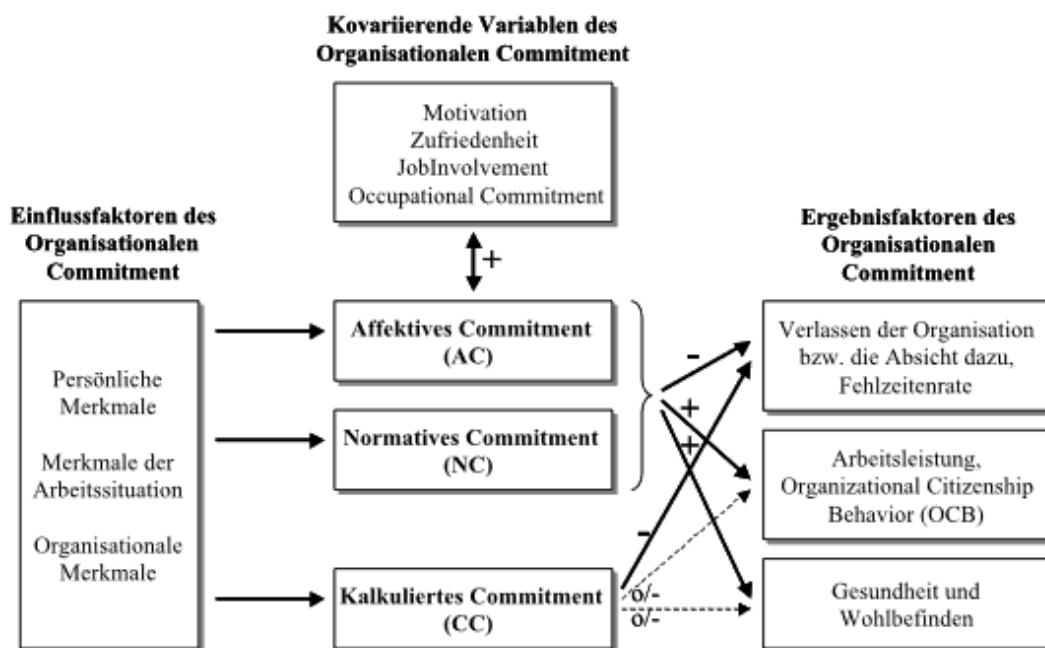 Kovariierende Variablen des
Organisationalen Commitment
Motivation
Zufriedenheit
JobInvolvement
Occupational Commitment
Einflussfaktoren des
Organisationalen
Commitment
Ergebnisfaktoren des
Organisationalen
Commitment
+
Persönliche
Merkmale
Merkmale der
Arbeitssituation
Organisationale
Merkmale
Affektives Commitment
(AC)
Normatives Commitment
(NC)
Kalkuliertes Commitment
(CC)
-
+
+
-
o/-
o/-
Verlassen der Organisation
bzw. die Absicht dazu,
Fehlzeitenrate
Arbeitsleistung,
Organizational Citizenship
Behavior (OCB)
Gesundheit und
Wohlbefinden